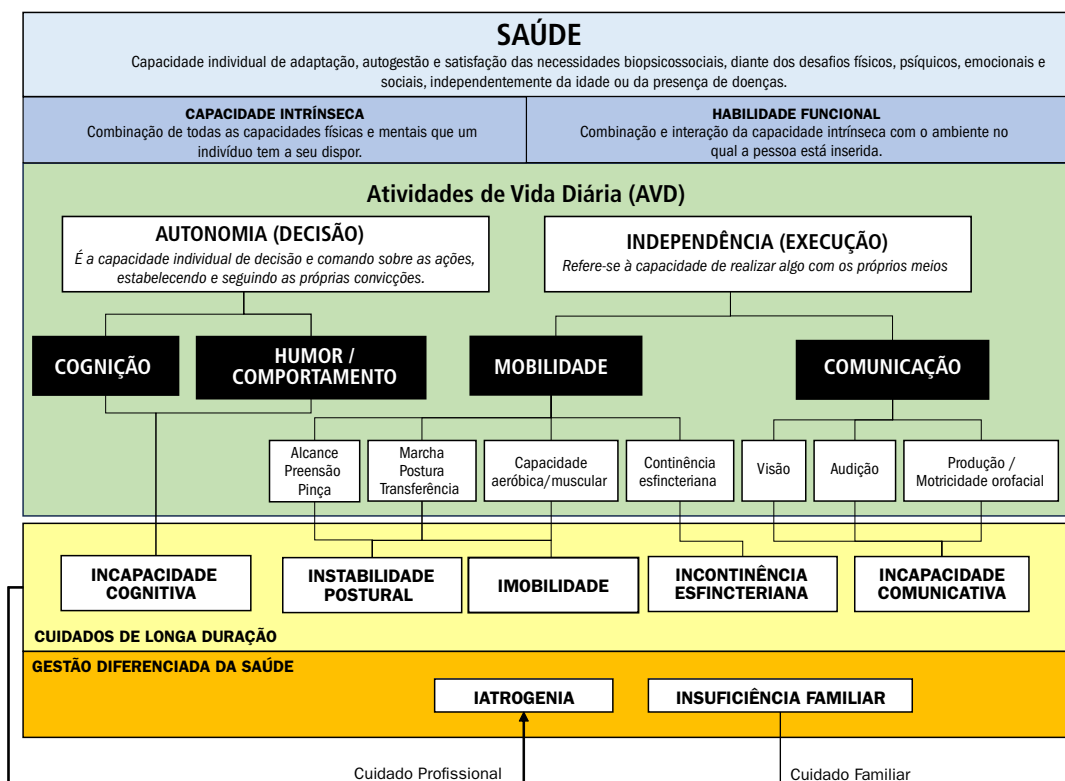 SAÚDE
Capacidade individual de adaptação, autogestão e satisfação das necessidades biopsicossociais, diante dos desafios físicos, psíquicos, emocionais e
sociais, independentemente da idade ou da presença de doenças.
CAPACIDADE INTRÍNSECA
Combinação de todas as capacidades físicas e mentais que um
indivíduo tem a seu dispor.
HABILIDADE FUNCIONAL
Combinação e interação da capacidade intrínseca com o ambiente no
qual a pessoa está inserida.
Atividades de Vida Diária (AVD)
AUTONOMIA (DECISÃO)
É a capacidade individual de decisão e comando sobre as ações,
estabelecendo e seguindo as próprias convicções.
INDEPENDÊNCIA (EXECUÇÃO)
Refere-se à capacidade de realizar algo com os próprios meios
COGNIÇÃO
HUMOR /
COMPORTAMENTO
MOBILIDADE
COMUNICAÇÃO
Alcance
Preensão
Pinça
Marcha
Postura
Transferência
Capacidade
aeróbica/muscular
Continência
esfincteriana
Visão
Audição
Produção /
Motricidade orofacial
INCAPACIDADE
COGNITIVA
INSTABILIDADE
POSTURAL
IMOBILIDADE
INCONTINÊNCIA
ESFINCTERIANA
INCAPACIDADE
COMUNICATIVA
CUIDADOS DE LONGA DURAÇÃO
GESTÃO DIFERENCIADA DA SAÚDE
IATROGENIA
INSUFICIÊNCIA FAMILIAR
Cuidado Profissional
Cuidado Familiar